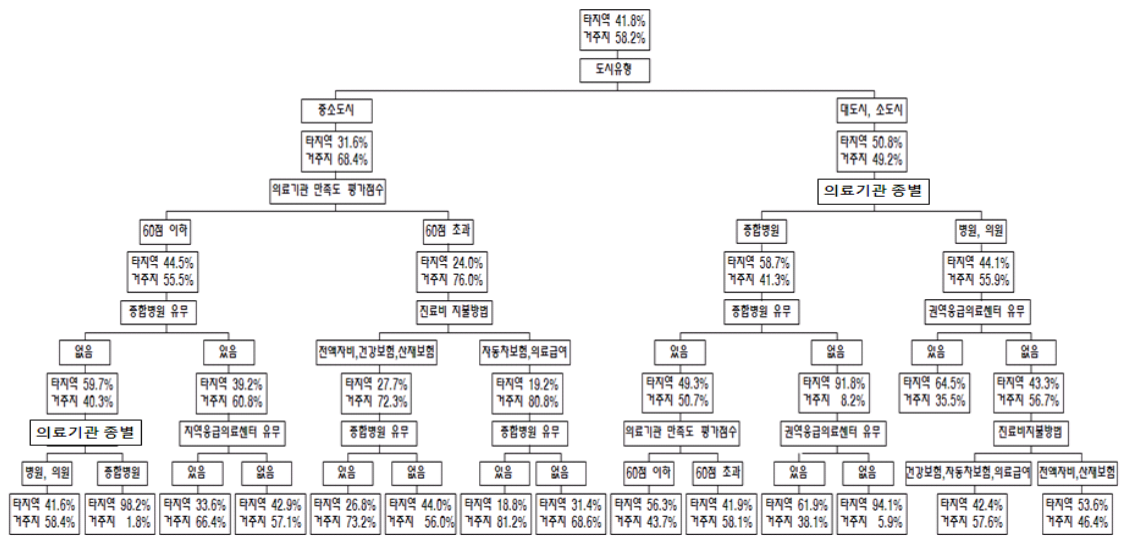 타지역 41.8%
거주지 58.2%
도시유형
중소도시
대도시, 소도시
타지역 31.6%
거주지 68.4%
타지역 50.8%
거주지 49.2%
의료기관 만족도 평가점수
의료기관 종별
60점 이하
60점 초과
종합병원
병원, 의원
타지역 44.5%
거주지 55.5%
타지역 24.0%
거주지 76.0%
타지역 58.7%
거주지 41.3%
타지역 44.1%
거주지 55.9%
종합병원 유무
진료비 지불방법
종합병원 유무
권역응급의료센터 유무
없음
있음
전액자비,건강보험,산재보험
자동차보험,의료급여
있음
없음
있음
없음
타지역 59.7%
거주지 40.3%
타지역 39.2%
거주지 60.8%
타지역 27.7%
거주지 72.3%
타지역 19.2%
거주지 80.8%
타지역 49.3%
거주지 50.7%
타지역 91.8%
거주지 8.2%
타지역 64.5%
거주지 35.5%
타지역 43.3%
거주지 56.7%
의료기관 종별
지역응급의료센터 유무
종합병원 유무
종합병원 유무
의료기관 만족도 평가점수
권역응급의료센터 유무
진료비지불방법
병원, 의원
종합병원
있음
없음
있음
없음
있음
없음
60점 이하
60점 초과
있음
없음
건강보험,자동차보험,의료급여
전액자비,산재보험
타지역 41.6%
거주지 58.4%
타지역 98.2%
거주지 1.8%
타지역 33.6%
거주지 66.4%
타지역 42.9%
거주지 57.1%
타지역 26.8%
거주지 73.2%
타지역 44.0%
거주지 56.0%
타지역 18.8%
거주지 81.2%
타지역 31.4%
거주지 68.6%
타지역 56.3%
거주지 43.7%
타지역 41.9%
거주지 58.1%
타지역 61.9%
거주지 38.1%
타지역 94.1%
거주지 5.9%
타지역 42.4%
거주지 57.6%
타지역 53.6%
거주지 46.4%